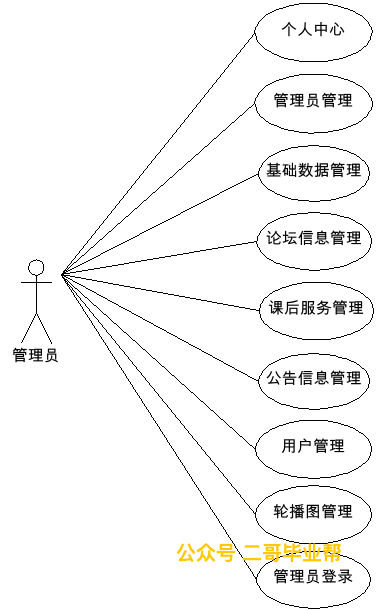 个人中心
管理员管理
基础数据管理
论坛信息管理
课后服务管理
管理员
公告信息管理
用户管理
轮播图管理
公众号 二哥毕业帮
管理员登录